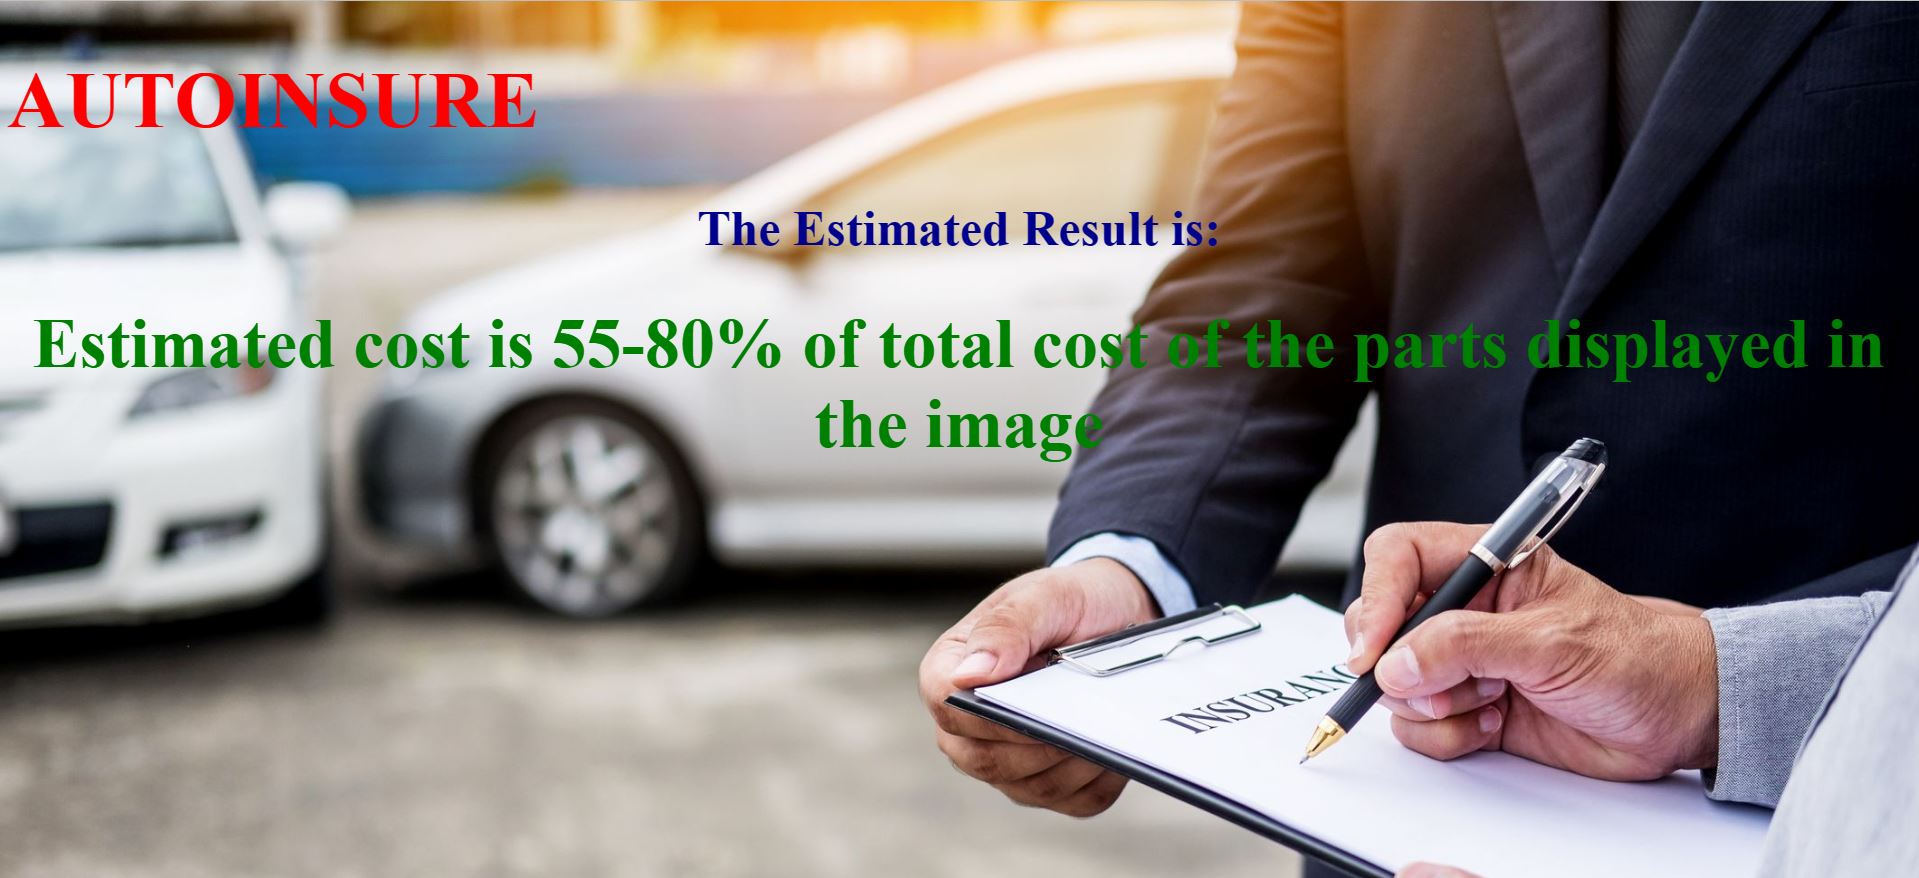 AUTOINSURE
The Estimated Result is:
Estimated cost is 55-80% of total cost of the parts displayed in
the image
INSURANC